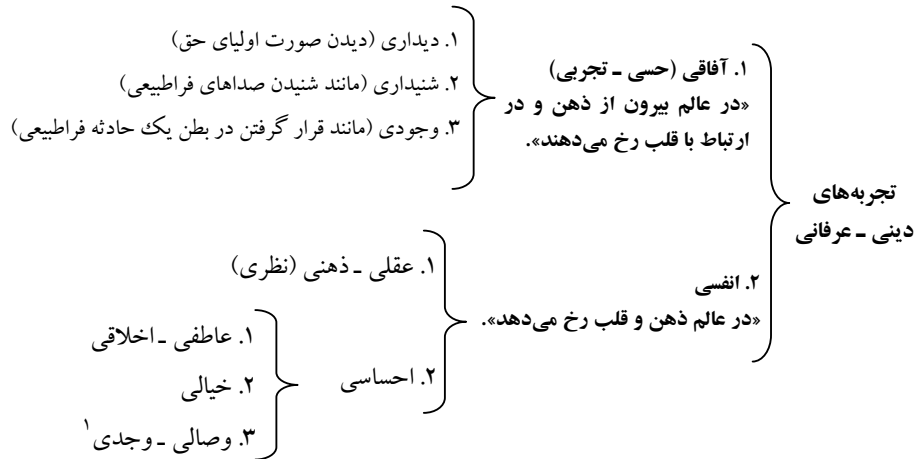 تجربه‌های
دینی ـ عرفانی
۱. آفاقی (حسی ـ تجربی)
«در عالم بیرون از ذهن و در
ارتباط با قلب رخ می‌دهند».
۱. دیداری (دیدن صورت اولیای حق)
۲. شنیداری (مانند شنیدن صداهای فراطبیعی)
۳. وجودی (مانند قرار گرفتن در بطن یک حادثه فراطبیعی)
۲. انفسی
«در عالم ذهن و قلب رخ می‌دهد».
۱. عقلی ـ ذهنی (نظری)
۲. احساسی
۱. عاطفی ـ اخلاقی
۲. خیالی
۳. وصالی ـ وجدی۱